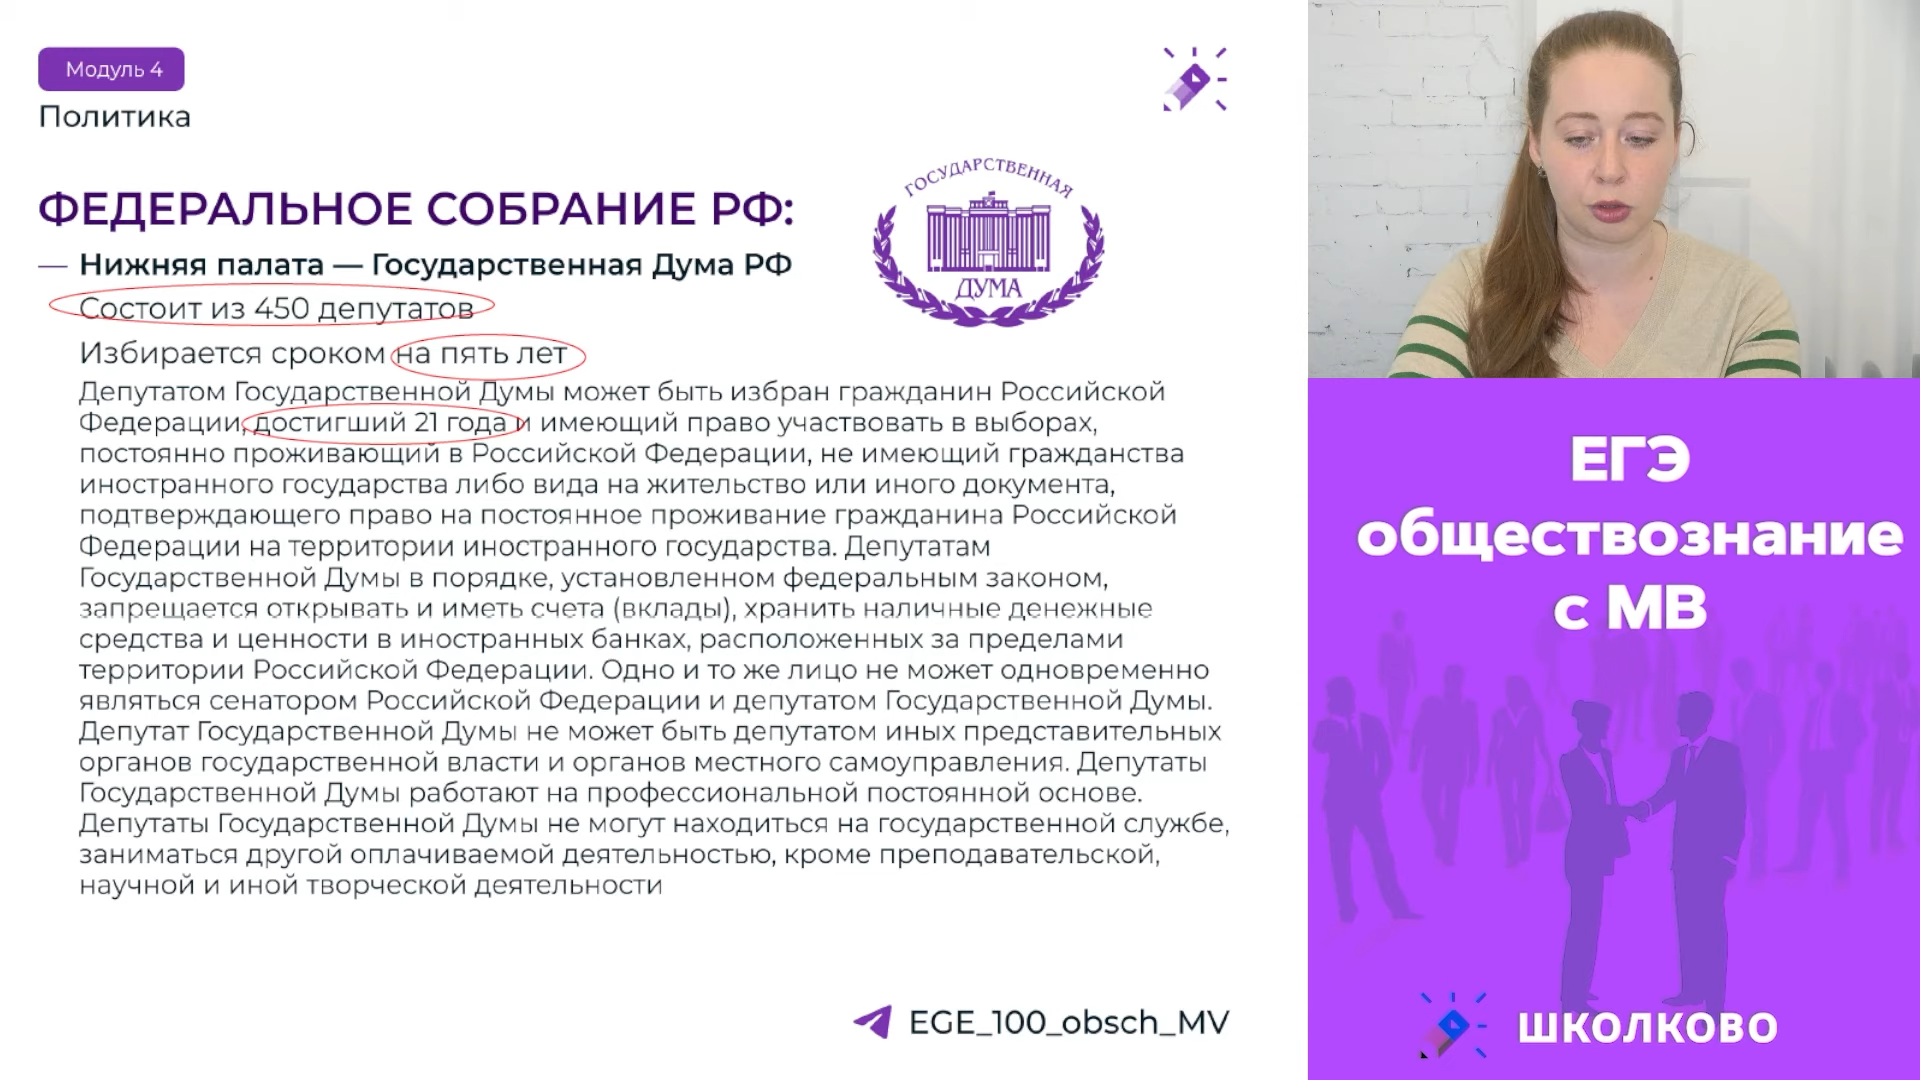 Модуль 4
Политика
ФЕДЕРАЛЬНОЕ СОБРАНИЕ РФ:
— Нижняя палата — Государственная Дума РФ
Состоит из 450 депутатов
Избирается сроком на пять лет
Депутатом Государственной Думы может быть избран гражданин Российской
Федерации, достигший 21 года и имеющий право участвовать в выборах,
постоянно проживающий в Российской Федерации, не имеющий гражданства
иностранного государства либо вида на жительство или иного документа,
подтверждающего право на постоянное проживание гражданина Российской
Федерации на территории иностранного государства. Депутатам
Государственной Думы в порядке, установленном федеральным законом,
запрещается открывать и иметь счета (вклады), хранить наличные денежные
средства и ценности в иностранных банках, расположенных за пределами
территории Российской Федерации. Одно и то же лицо не может одновременно
являться сенатором Российской Федерации и депутатом Государственной Думы.
Депутат Государственной Думы не может быть депутатом иных представительных
органов государственной власти и органов местного самоуправления. Депутаты
Государственной Думы работают на профессиональной постоянной основе.
Депутаты Государственной Думы не могут находиться на государственной службе,
заниматься другой оплачиваемой деятельностью, кроме преподавательской,
научной и иной творческой деятельности
ГОСУДАРСТВЕННАЯ
ДУМА
EGE_100_obsch_MV
ЕГЭ
обществознание
с МВ
ШКОЛКОВО